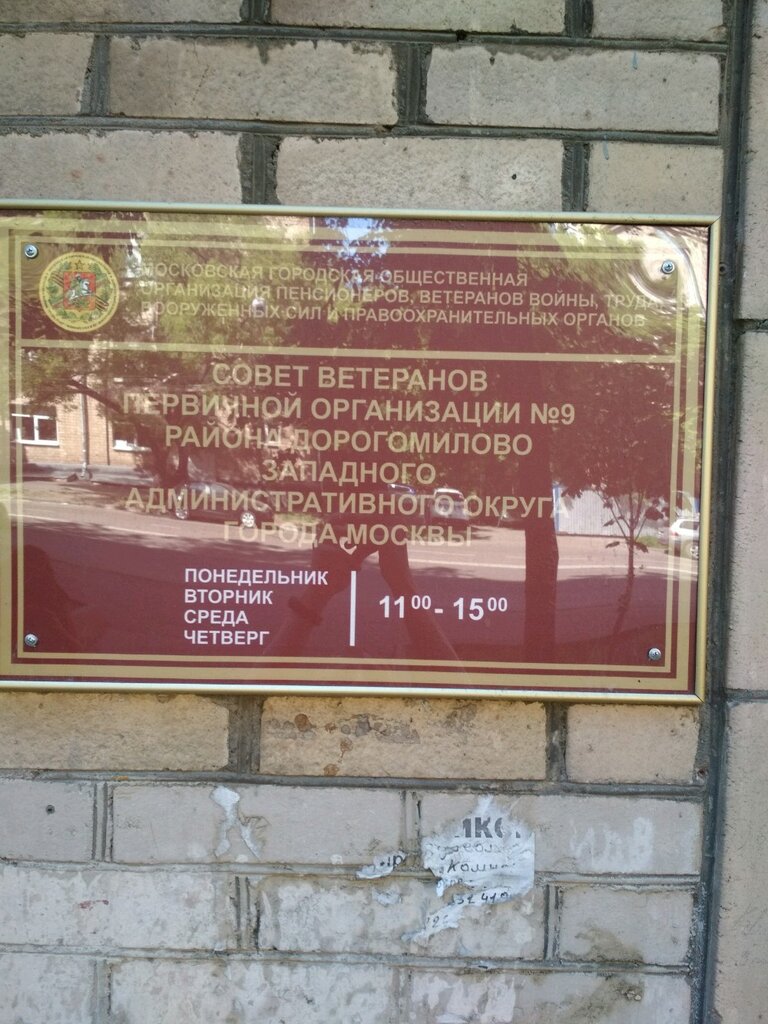 МОСКОВСКАЯ ГОРОДСКАЯ ОБЩЕСТВЕННАЯ
ОРГАНИЗАЦИЯ ПЕНСИОНЕРОВ, ВЕТЕРАНОВ ВОЙНЫ, ТРУДА,
ВООРУЖЕННЫХ СИЛ И ПРАВООХРАНИТЕЛЬНЫХ ОРГАНОВ
СОВЕТ ВЕТЕРАНОВ
ПЕРВИЧНОЙ ОРГАНИЗАЦИИ №9
РАЙОНА ДОРОГОМИЛОВО
ЗАПАДНОГО
АДМИНИСТРАТИВНОГО ОКРУГА
ГОРОДА МОСКВЫ
ПОНЕДЕЛЬНИК
ВТОРНИК
СРЕДА
ЧЕТВЕРГ
11⁰⁰ - 15⁰⁰